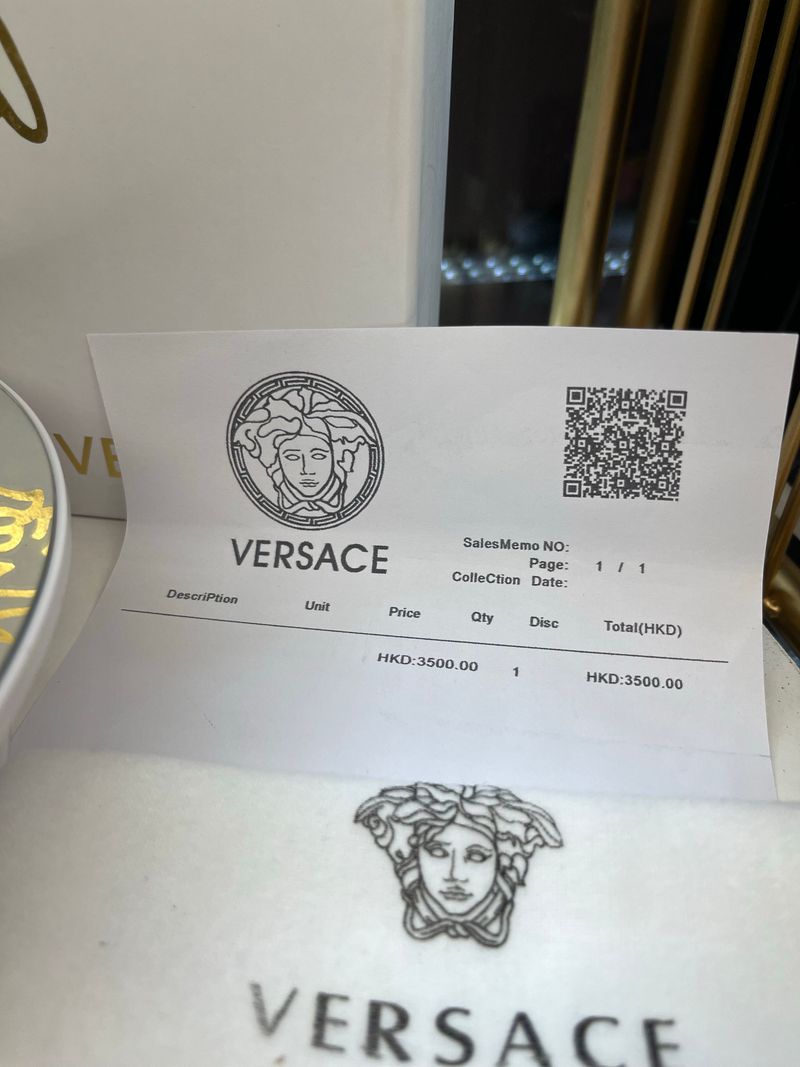 VE
VERSACE
SalesMemo NO:
Page: 1 / 1
ColleCtion Date:
DescriPtion Unit Price Qty Disc Total(HKD)
HKD:3500.00 1 HKD:3500.00
VERSACE